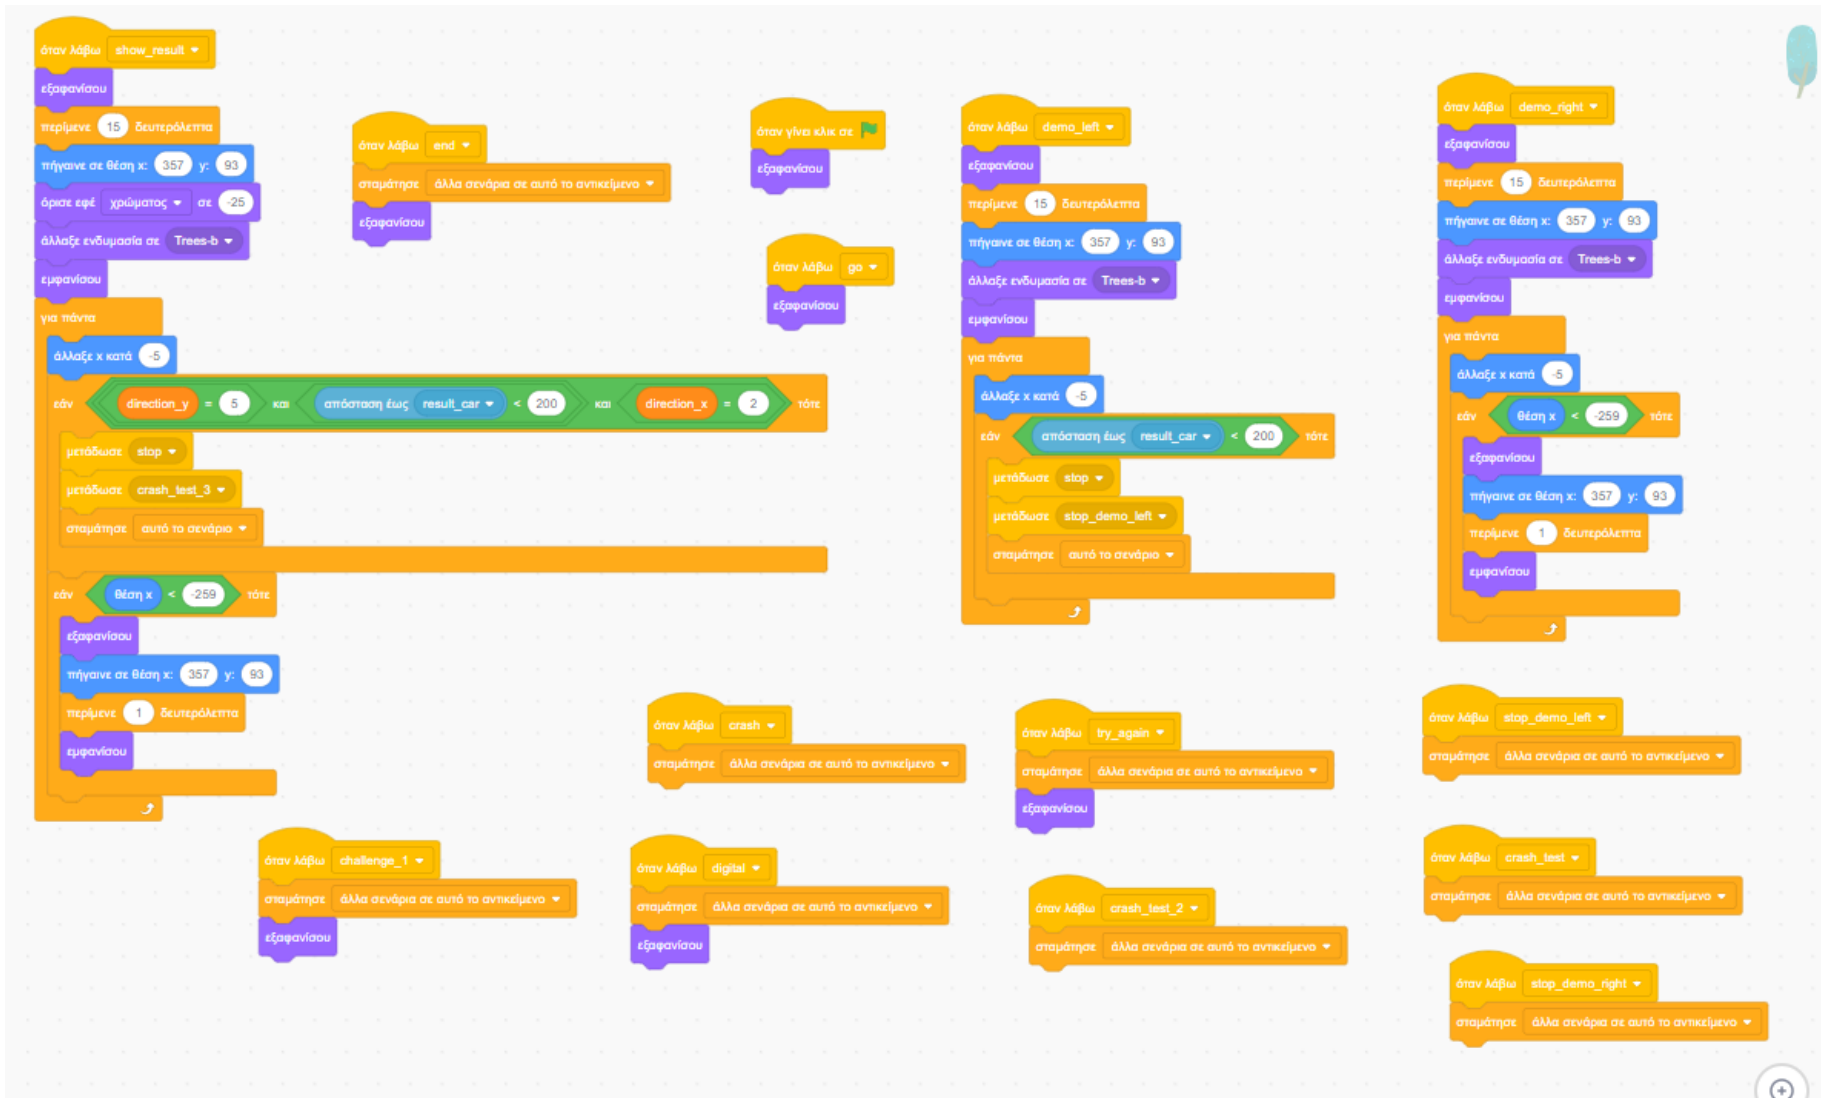 όταν λάβω show_result
εξαφανίσου
περίμενε 15 δευτερόλεπτα
πήγαινε σε θέση x: 357 y: 93
όρισε εφέ χρώματος σε -25
άλλαξε ενδυμασία σε Trees-b
εμφανίσου
για πάντα
άλλαξε x κατά -5
εάν direction_y = 5 και απόσταση έως result_car < 200 και direction_x = 2 τότε
μετάδωσε stop
μετάδωσε crash_test_3
σταμάτησε αυτό το σενάριο
εάν θέση x < -259 τότε
εξαφανίσου
πήγαινε σε θέση x: 357 y: 93
περίμενε 1 δευτερόλεπτα
εμφανίσου
όταν λάβω end
σταμάτησε άλλα σενάρια σε αυτό το αντικείμενο
εξαφανίσου
όταν γίνει κλικ σε
εξαφανίσου
όταν λάβω go
εξαφανίσου
όταν λάβω demo_left
εξαφανίσου
περίμενε 15 δευτερόλεπτα
πήγαινε σε θέση x: 357 y: 93
άλλαξε ενδυμασία σε Trees-b
εμφανίσου
για πάντα
άλλαξε x κατά -5
εάν απόσταση έως result_car < 200 τότε
μετάδωσε stop
μετάδωσε stop_demo_left
σταμάτησε αυτό το σενάριο
όταν λάβω demo_right
εξαφανίσου
περίμενε 15 δευτερόλεπτα
πήγαινε σε θέση x: 357 y: 93
άλλαξε ενδυμασία σε Trees-b
εμφανίσου
για πάντα
άλλαξε x κατά -5
εάν θέση x < -259 τότε
εξαφανίσου
πήγαινε σε θέση x: 357 y: 93
περίμενε 1 δευτερόλεπτα
εμφανίσου
όταν λάβω crash
σταμάτησε άλλα σενάρια σε αυτό το αντικείμενο
όταν λάβω try_again
σταμάτησε άλλα σενάρια σε αυτό το αντικείμενο
εξαφανίσου
όταν λάβω stop_demo_left
σταμάτησε άλλα σενάρια σε αυτό το αντικείμενο
όταν λάβω challenge_1
σταμάτησε άλλα σενάρια σε αυτό το αντικείμενο
εξαφανίσου
όταν λάβω digital
σταμάτησε άλλα σενάρια σε αυτό το αντικείμενο
εξαφανίσου
όταν λάβω crash_test_2
σταμάτησε άλλα σενάρια σε αυτό το αντικείμενο
όταν λάβω crash_test
σταμάτησε άλλα σενάρια σε αυτό το αντικείμενο
όταν λάβω stop_demo_right
σταμάτησε άλλα σενάρια σε αυτό το αντικείμενο